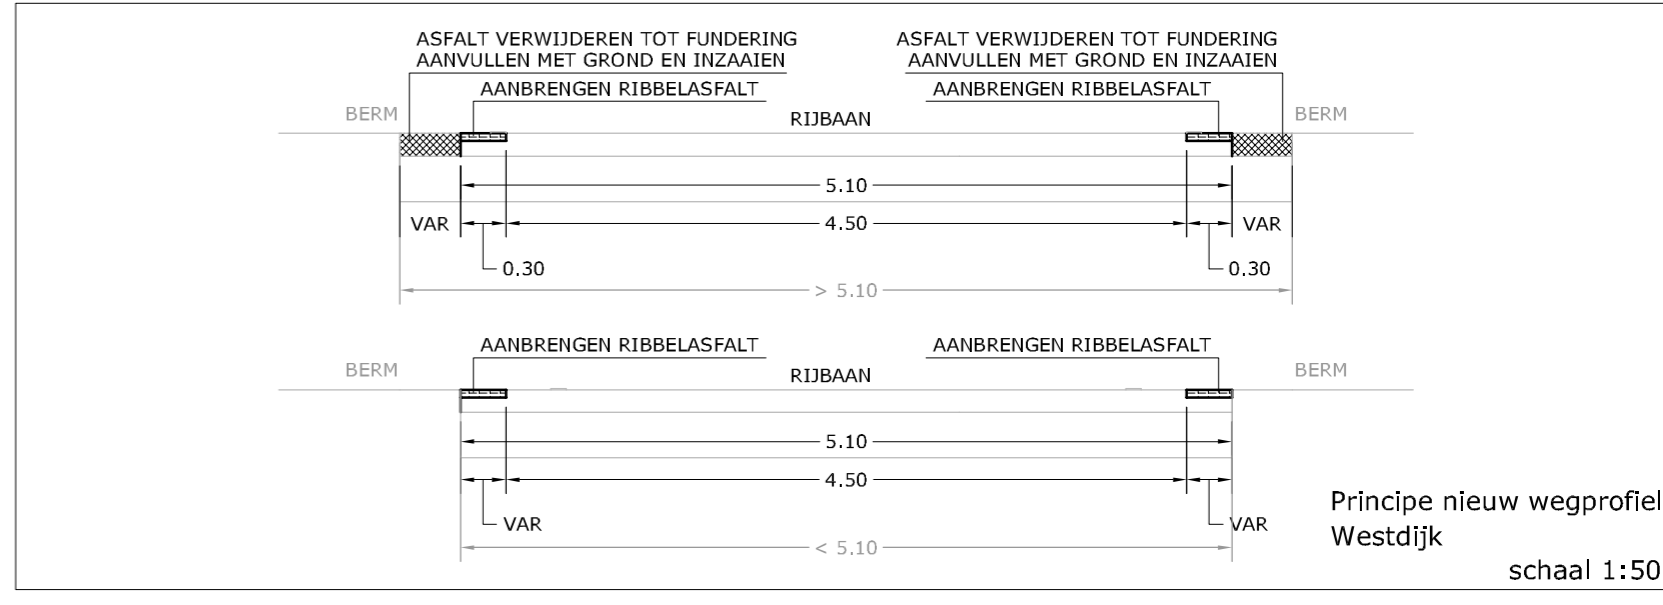 ASFALT VERWIJDEREN TOT FUNDERING
AANVULLEN MET GROND EN INZAAIEN
AANBRENGEN RIBBELASFALT
ASFALT VERWIJDEREN TOT FUNDERING
AANVULLEN MET GROND EN INZAAIEN
AANBRENGEN RIBBELASFALT
BERM
RIJBAAN
BERM
5.10
VAR
4.50
VAR
0.30
0.30
> 5.10
AANBRENGEN RIBBELASFALT
AANBRENGEN RIBBELASFALT
BERM
RIJBAAN
BERM
5.10
4.50
VAR
VAR
< 5.10
Principe nieuw wegprofiel
Westdijk
schaal 1:50